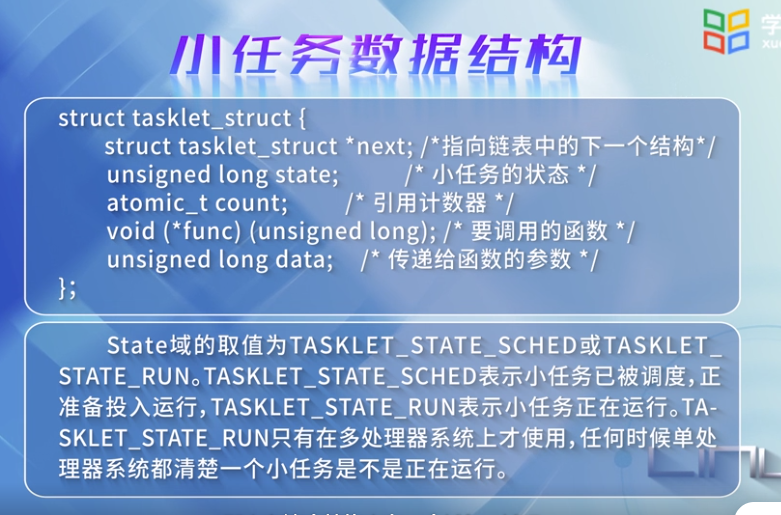 小任务数据结构
学
xu
struct tasklet_struct {
struct tasklet_struct *next; /*指向链表中的下一个结构*/
unsigned long state; /* 小任务的状态 */
atomic_t count; /* 引用计数器 */
void (*func) (unsigned long); /* 要调用的函数 */
unsigned long data; /* 传递给函数的参数 */
};
State域的取值为TASKLET_STATE_SCHED或TASKLET_
STATE_RUN。TASKLET_STATE_SCHED表示小任务已被调度,正
准备投入运行,TASKLET_STATE_RUN表示小任务正在运行。TA-
SKLET_STATE_RUN只有在多处理器系统上才使用,任何时候单处
理器系统都清楚一个小任务是不是正在运行。